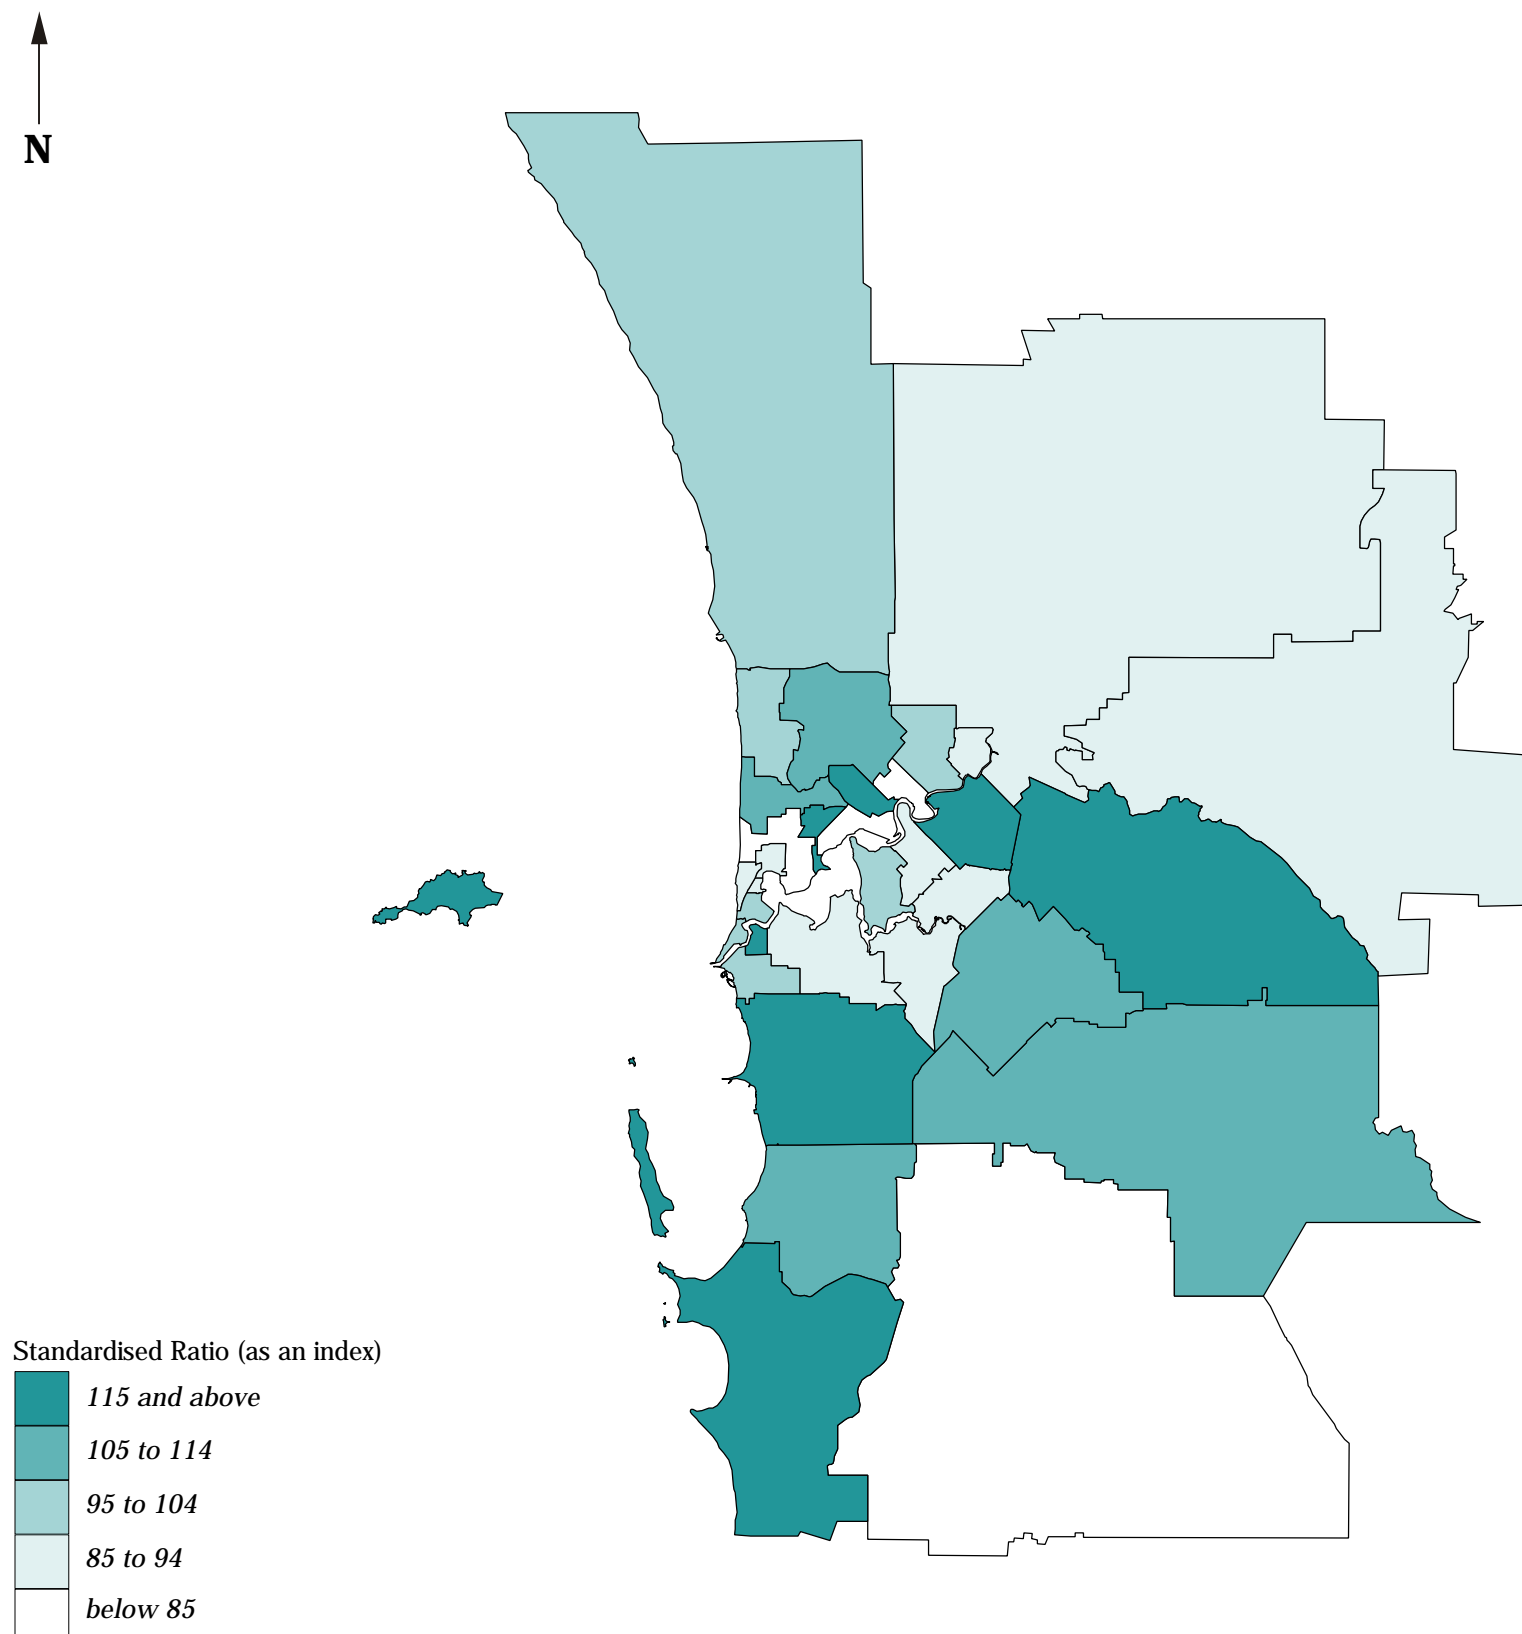 N
Standardised Ratio (as an index)
115 and above
105 to 114
95 to 104
85 to 94
below 85